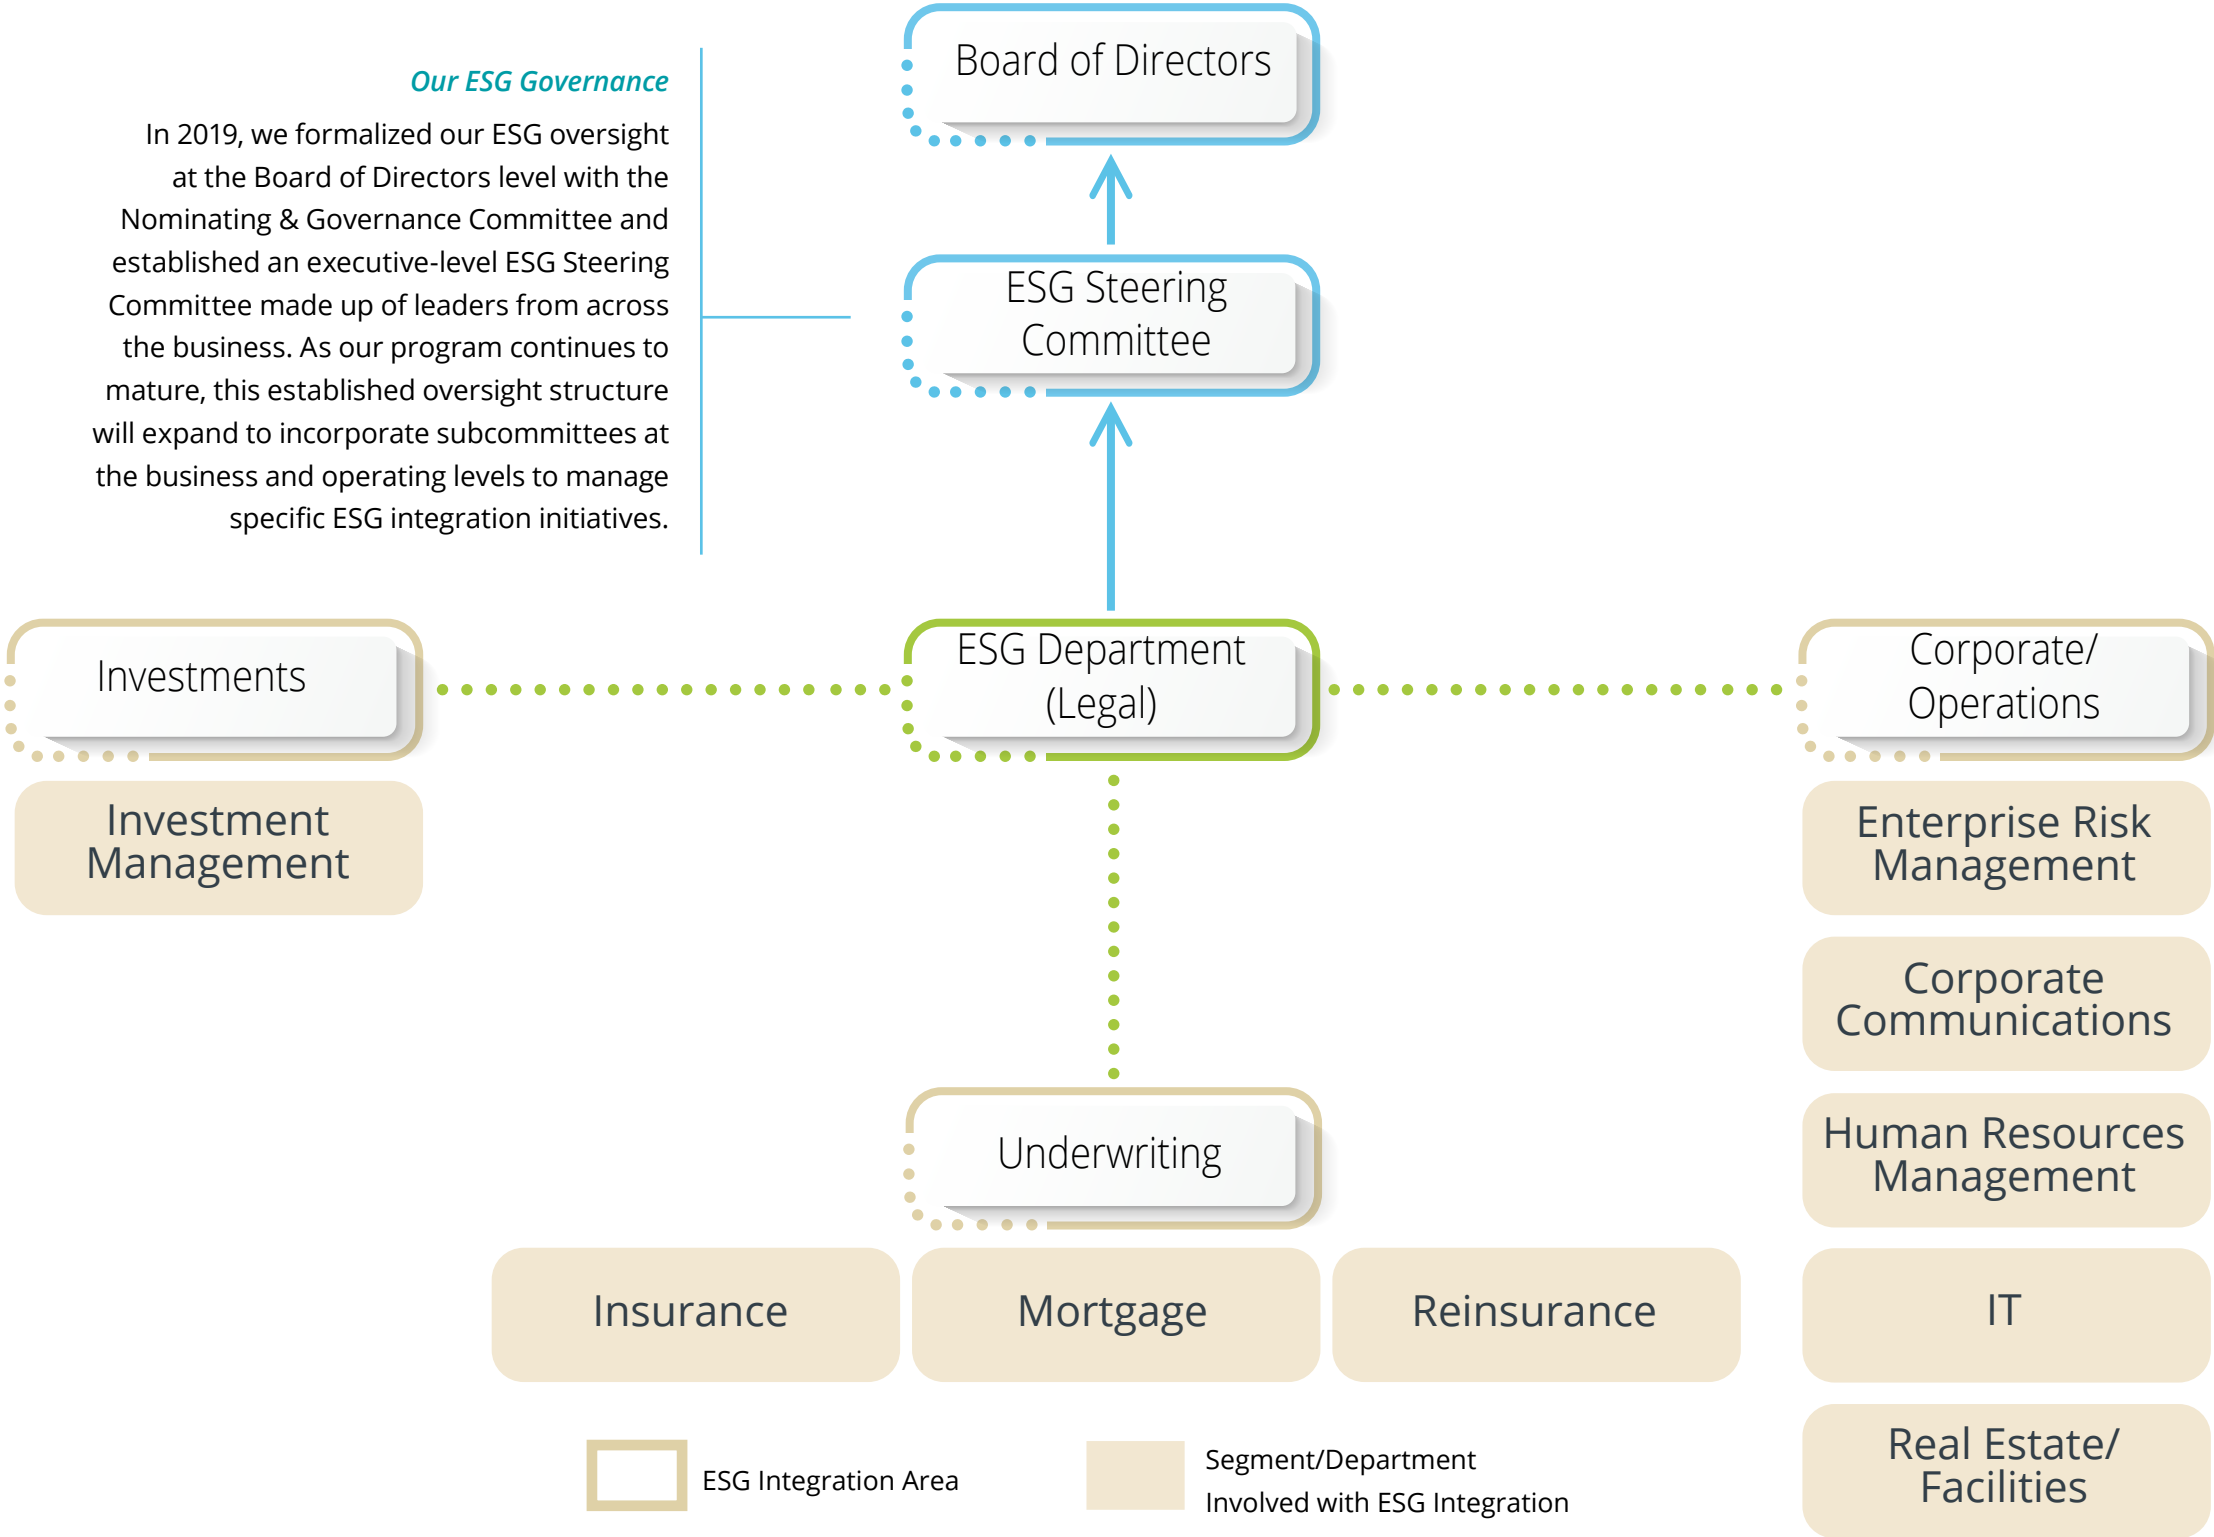 Our ESG Governance
In 2019, we formalized our ESG oversight
at the Board of Directors level with the
Nominating & Governance Committee and
established an executive-level ESG Steering
Committee made up of leaders from across
the business. As our program continues to
mature, this established oversight structure
will expand to incorporate subcommittees at
the business and operating levels to manage
specific ESG integration initiatives.
Board of Directors
ESG Steering
Committee
Investments
ESG Department
(Legal)
Corporate/
Operations
Investment
Management
Enterprise Risk
Management
Corporate
Communications
Human Resources
Management
Underwriting
Insurance
Mortgage
Reinsurance
IT
Real Estate/
Facilities
ESG Integration Area
Segment/Department
Involved with ESG Integration